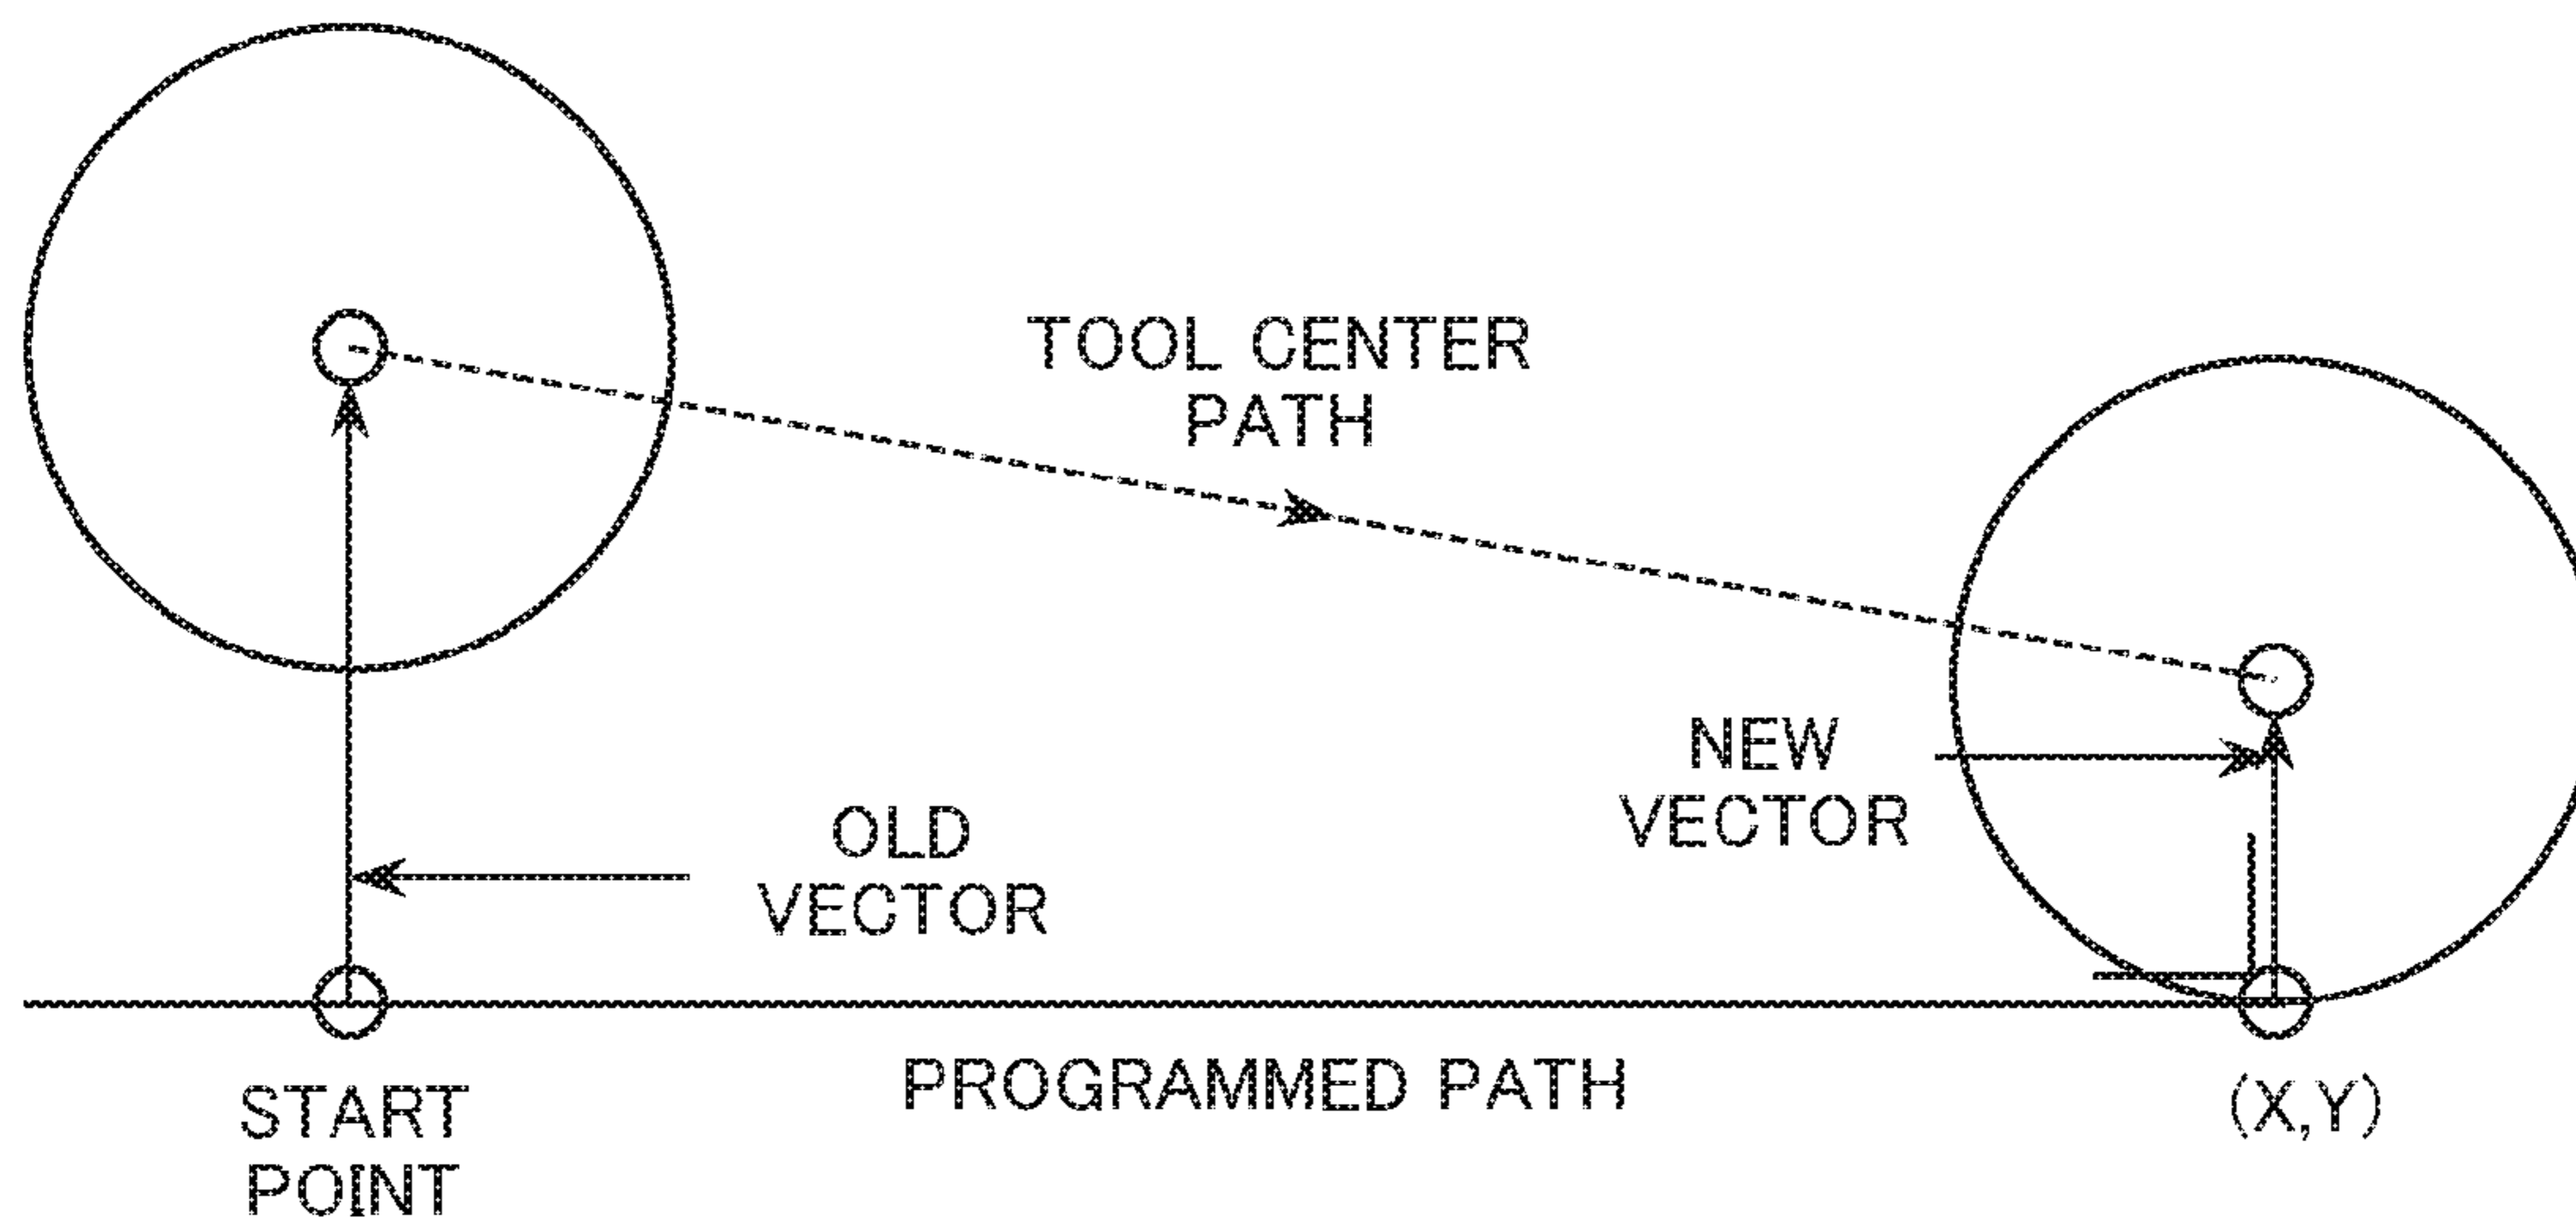 TOOL CENTER
PATH
NEW
VECTOR
OLD
VECTOR
PROGRAMMED PATH
START
POINT
(X,Y)